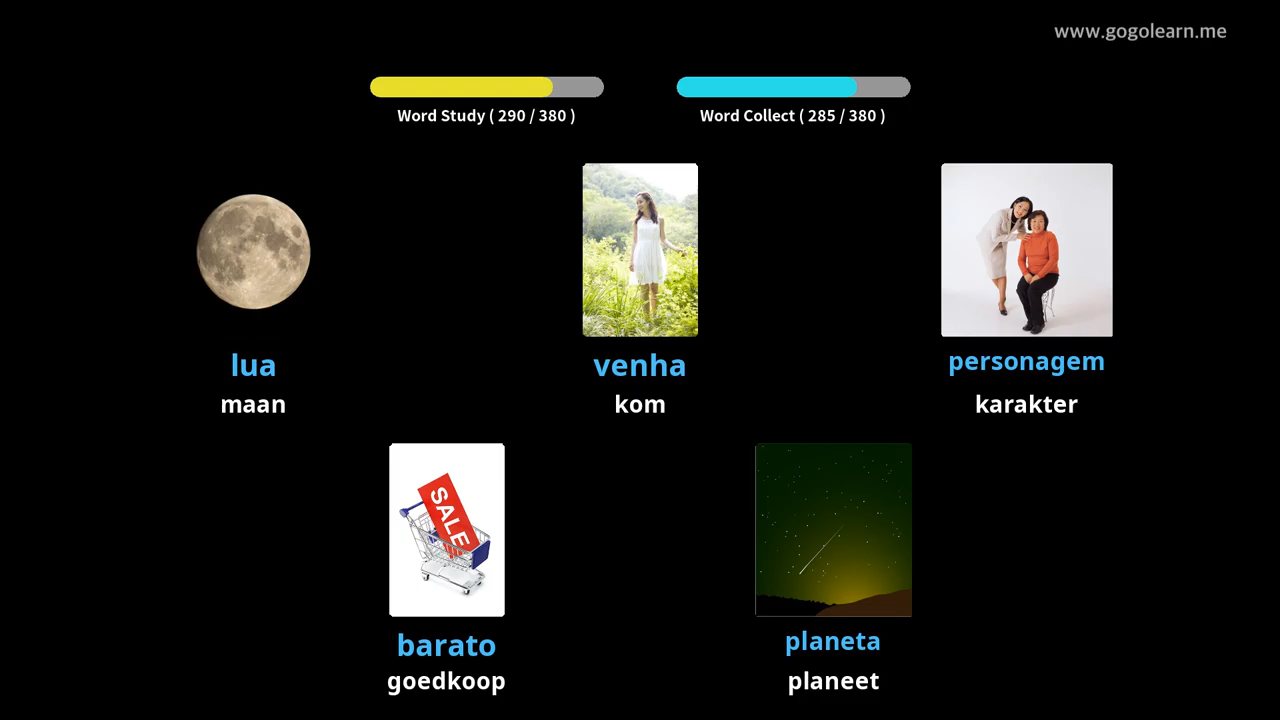 www.gogolearn.me
Word Study ( 290 / 380 )
Word Collect ( 285 / 380 )
lua
venha
personagem
maan
kom
karakter
SALE
barato
planeta
goedkoop
planeet